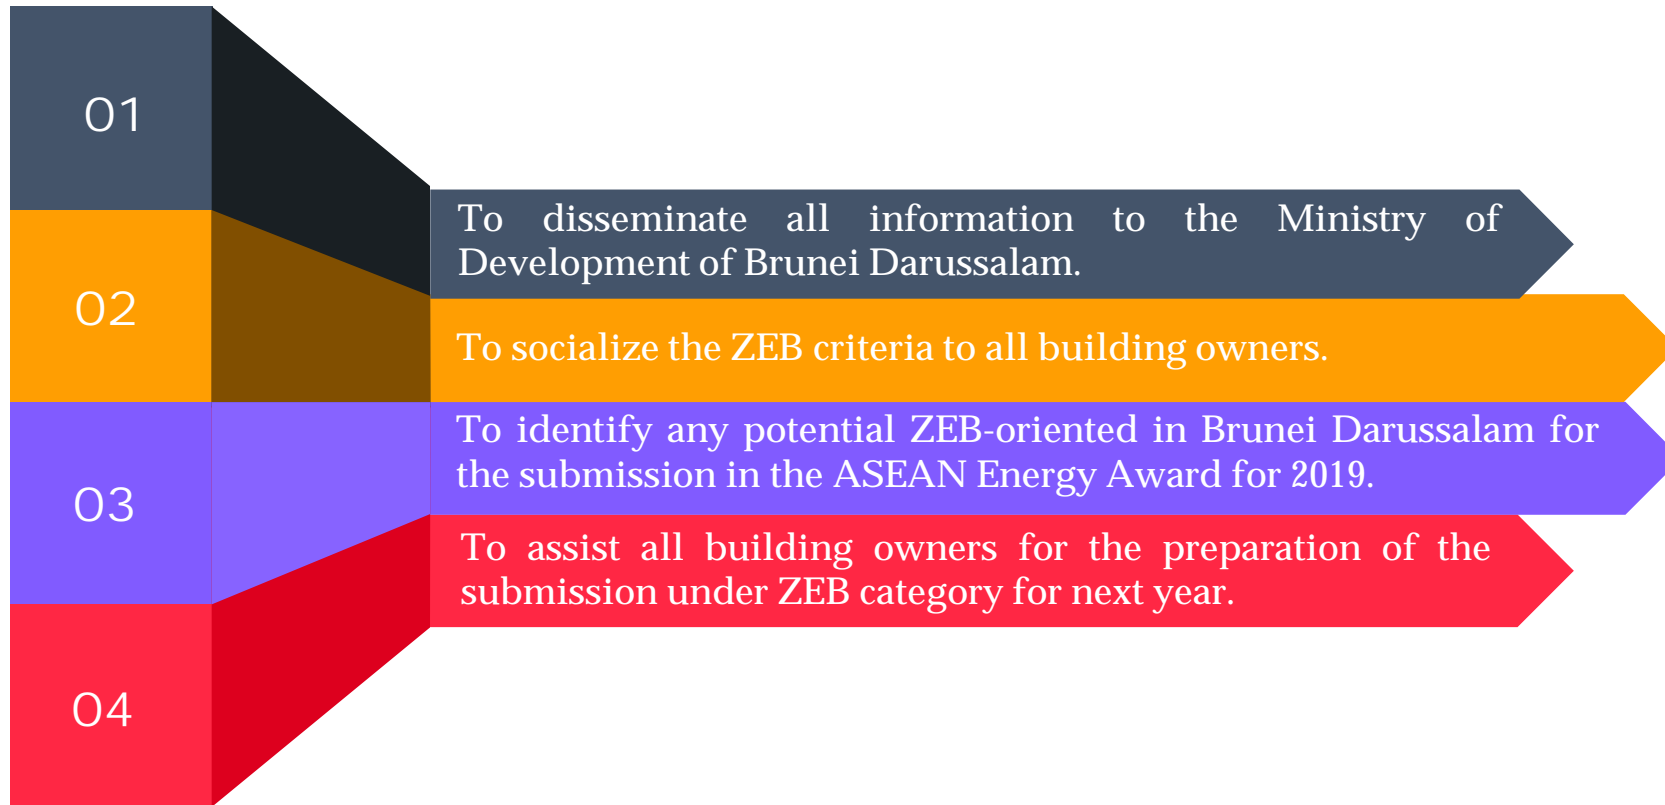 01
To disseminate all information to the Ministry of
Development of Brunei Darussalam.
02
To socialize the ZEB criteria to all building owners.
03
To identify any potential ZEB-oriented in Brunei Darussalam for
the submission in the ASEAN Energy Award for 2019.
04
To assist all building owners for the preparation of the
submission under ZEB category for next year.